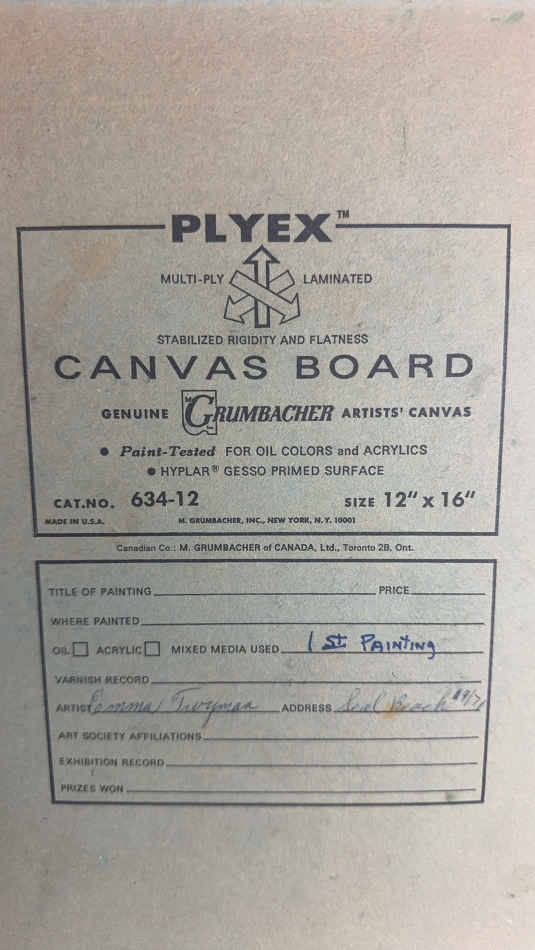 PLYEX™
MULTI-PLY LAMINATED
STABILIZED RIGIDITY AND FLATNESS
CANVAS BOARD
GENUINE GRUMBACHER ARTISTS' CANVAS
• Paint-Tested FOR OIL COLORS and ACRYLICS
• HYPLAR® GESSO PRIMED SURFACE
CAT.NO. 634-12 SIZE 12" x 16"
MADE IN U.S.A. M. GRUMBACHER, INC., NEW YORK, N.Y. 10001
Canadian Co.: M. GRUMBACHER of CANADA, Ltd., Toronto 2B, Ont.
TITLE OF PAINTING PRICE
WHERE PAINTED
OIL ACRYLIC MIXED MEDIA USED 1st PAINTING
VARNISH RECORD
ARTIST Emma ADDRESS Seal Beach
ART SOCIETY AFFILIATIONS
EXHIBITION RECORD
PRIZES WON